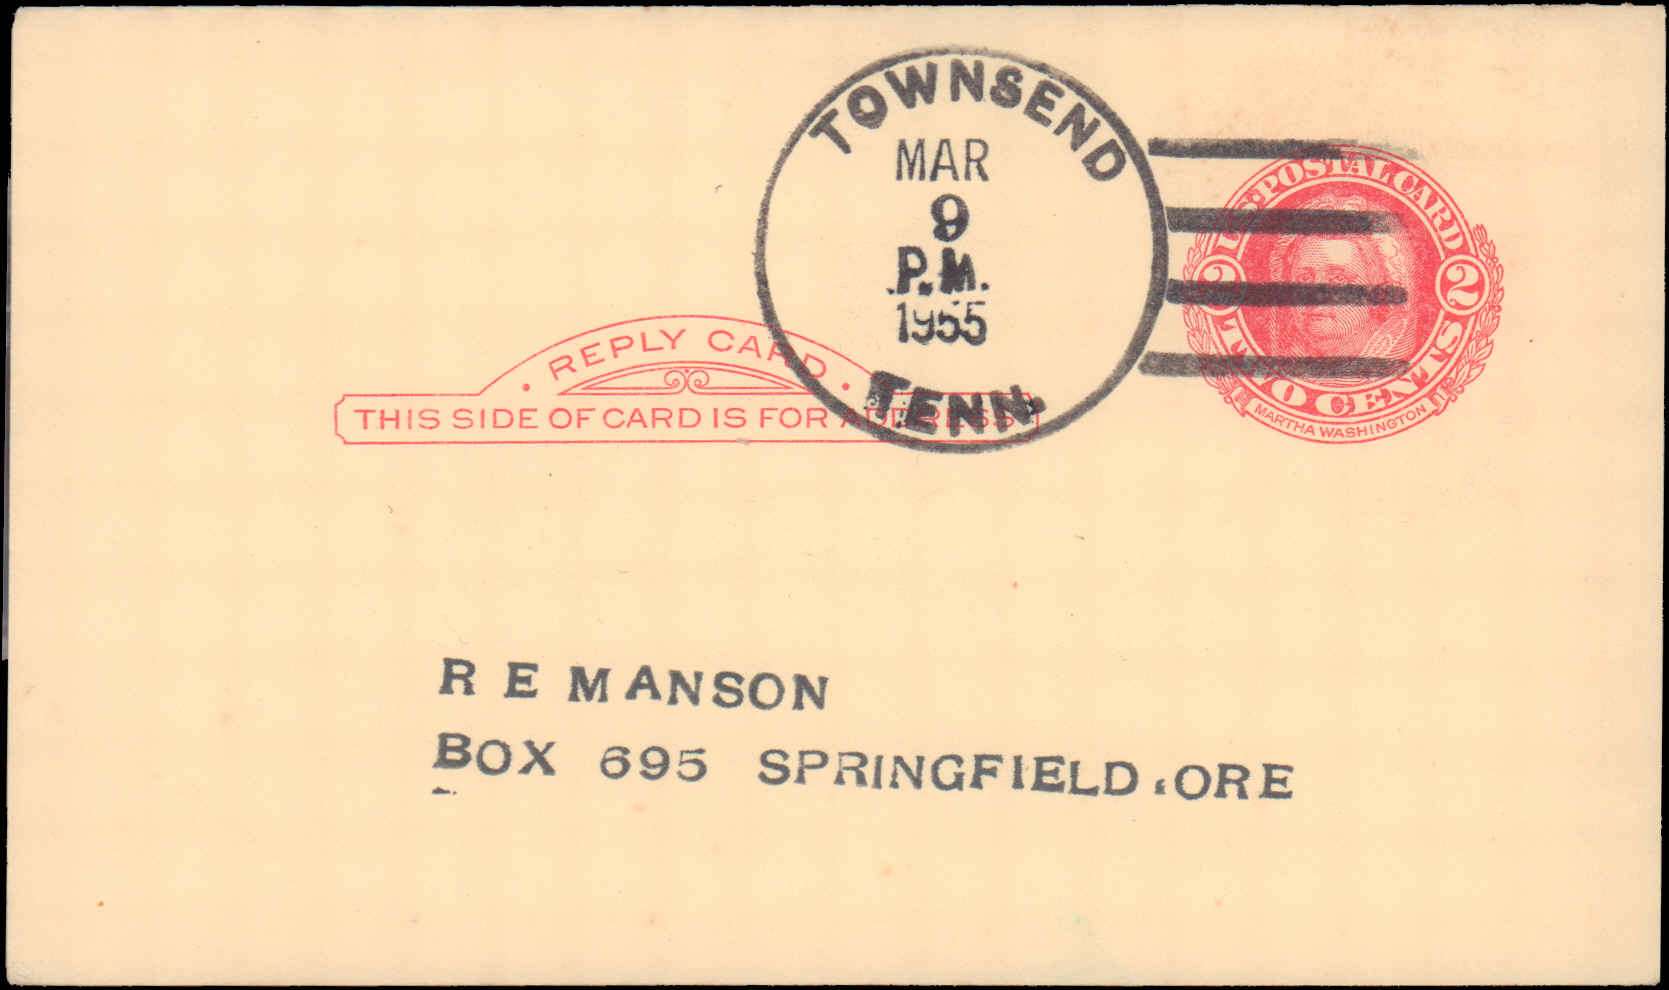 TOWNSEND
MAR
9
P.M.
1955
TENN.
U.S. POSTAL CARD
2 2
TWO CENTS
MARTHA WASHINGTON
· REPLY CARD ·
THIS SIDE OF CARD IS FOR ADDRESS
R E MANSON
BOX 695 SPRINGFIELD, ORE